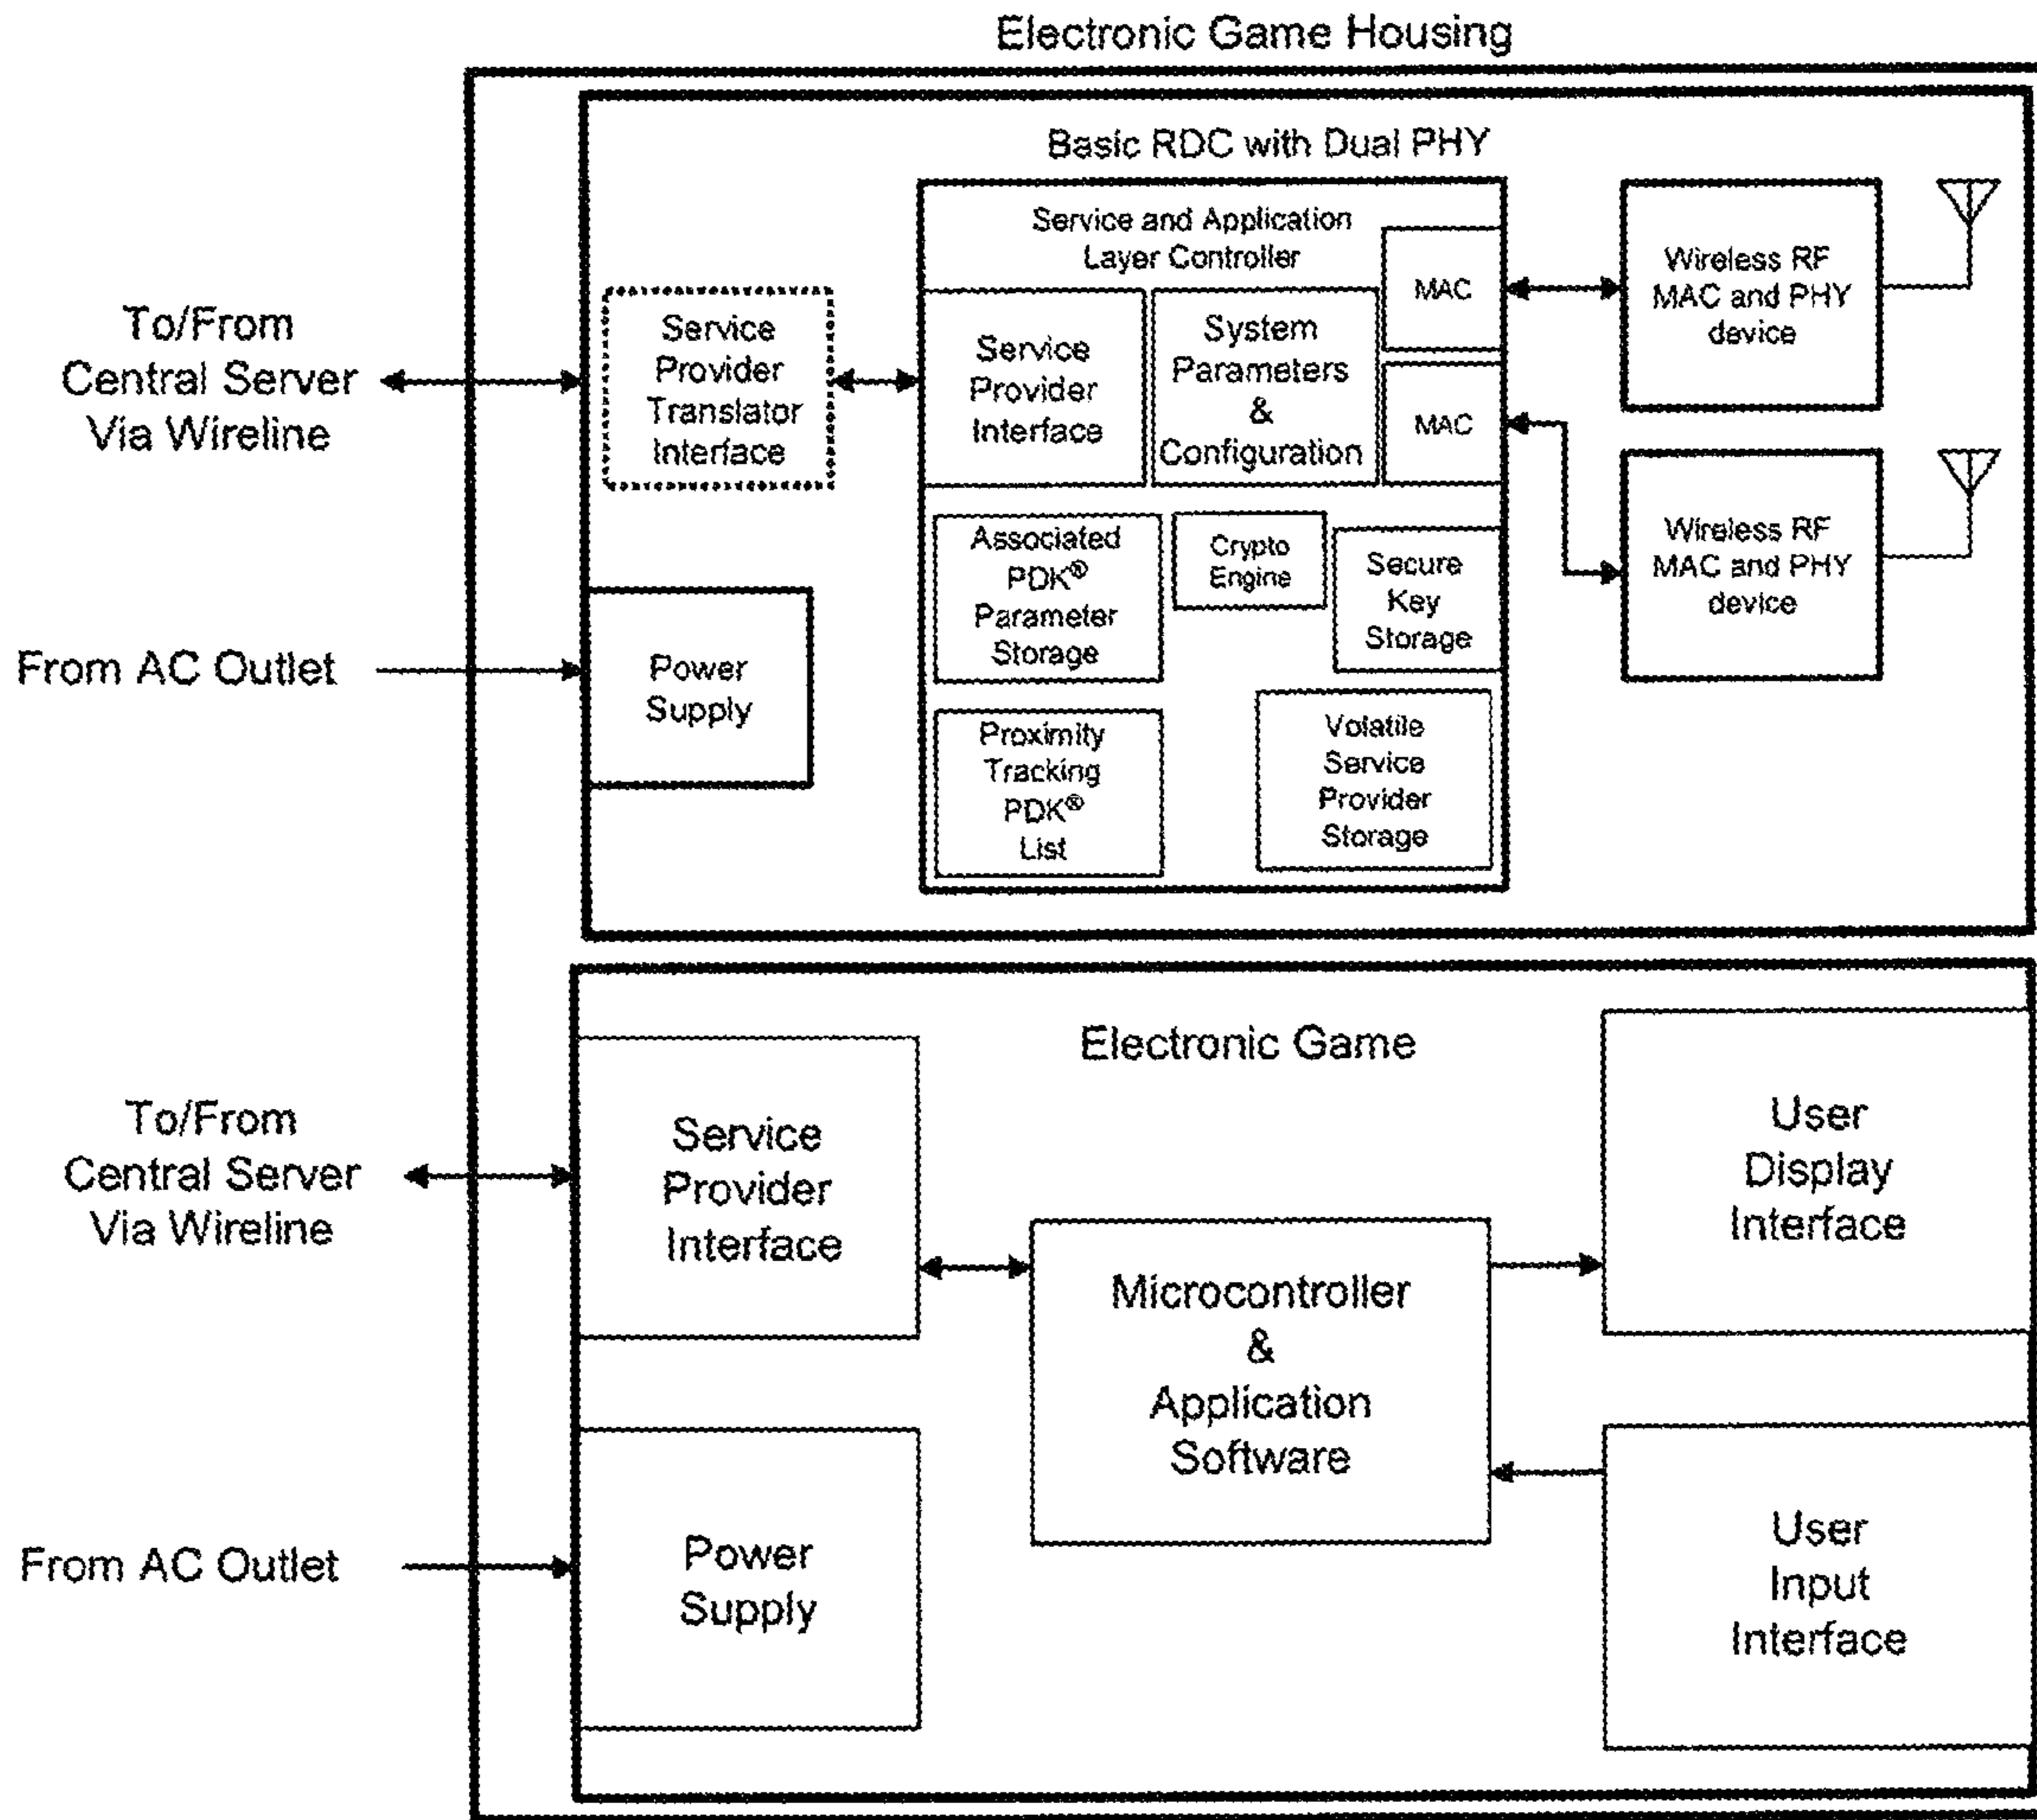 Electronic Game Housing
Basic RDC with Dual PHY
Service and Application
Layer Controller
To/From
Central Server
Via Wireline
Service
Provider
Translator
Interface
Service
Provider
Interface
System
Parameters
&
Configuration
MAC
MAC
Wireless RF
MAC and PHY
device
Wireless RF
MAC and PHY
device
Associated
PDK®
Parameter
Storage
Crypto
Engine
Secure
Key
Storage
From AC Outlet
Power
Supply
Proximity
Tracking
PDK®
List
Volatile
Service
Provider
Storage
Electronic Game
To/From
Central Server
Via Wireline
Service
Provider
Interface
User
Display
Interface
Microcontroller
&
Application
Software
From AC Outlet
Power
Supply
User
Input
Interface